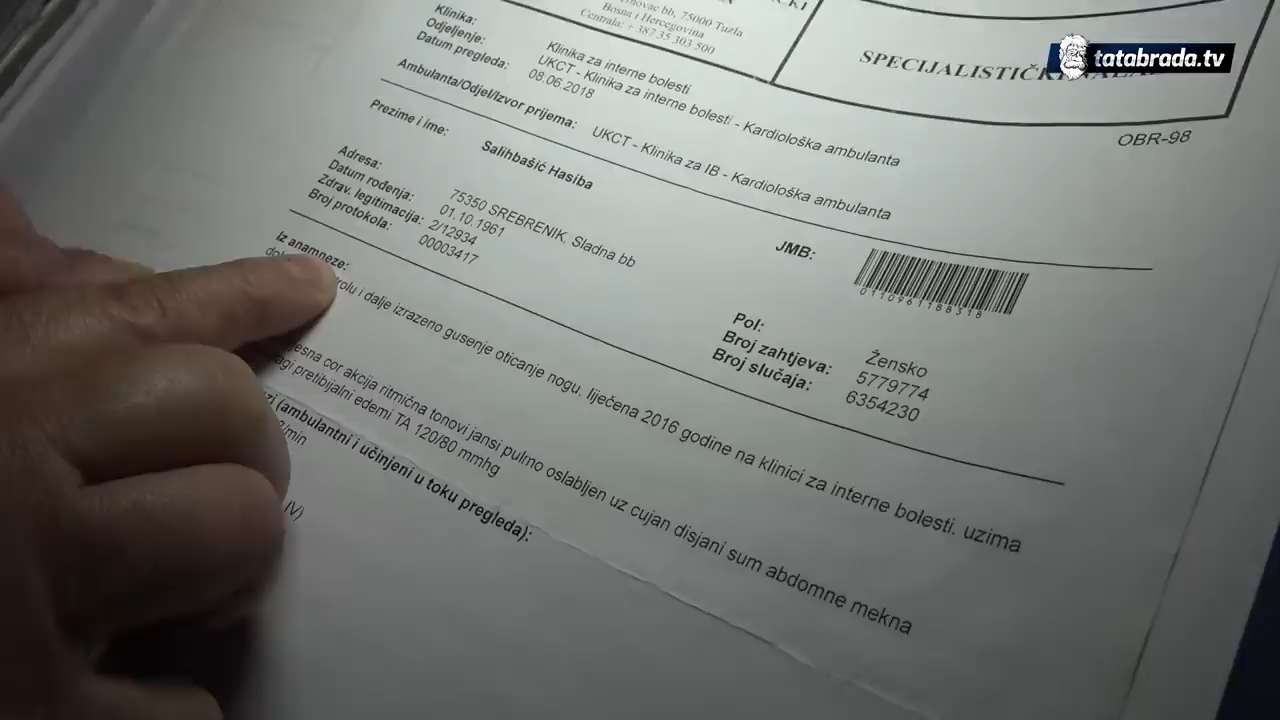 75000 Tuzla
Bosna i Hercegovina
Centrala: + 387 35 303 500
SPECIJALISTIČKI
tatabrada.tv
OBR-98
Klinika: Klinika za interne bolesti
Odjeljenje: UKCT - Klinika za interne bolesti - Kardiološka ambulanta
Datum pregleda: 08.06.2018
Ambulanta/Odjel/Izvor prijema: UKCT - Klinika za IB - Kardiološka ambulanta
Prezime i ime: Salihbašić Hasiba
Adresa: 75350 SREBRENIK, Sladna bb
Datum rođenja: 01.10.1961
Zdrav. legitimacija: 2/12934
Broj protokola: 00003417
JMB:
0110961188318
Pol: Žensko
Broj zahtjeva: 5779774
Broj slučaja: 6354230
Iz anamneze:
i dalje izraženo gusenje oticanje nogu. liječena 2016 godine na klinici za interne bolesti. uzima
cor akcija ritmična tonovi jansi pulmo oslabljen uz cujan disjani sum abdomne mekna
pretibijalni edemi TA 120/80 mmhg
(ambulantni i učinjeni u toku pregleda):
/min
IV)